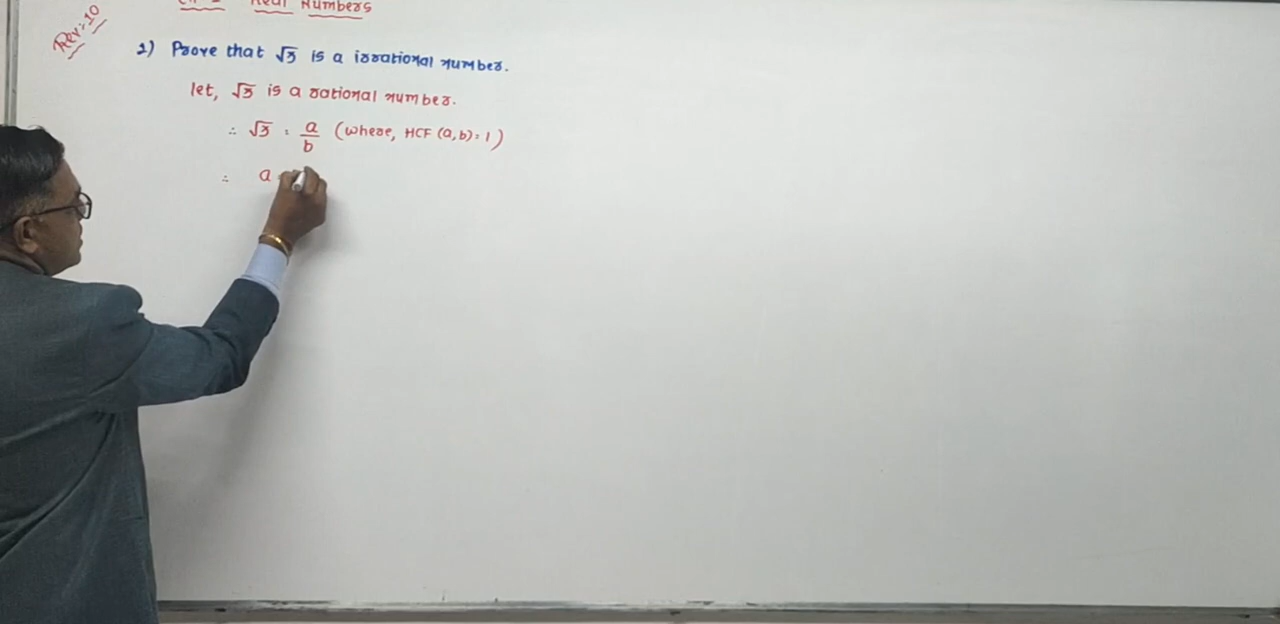 Real Numbers
Rev:10
2) Prove that √3 is a irrational number.
let, √3 is a rational number.
∴ √3 = a/b (where, HCF (a,b)=1)
∴ a